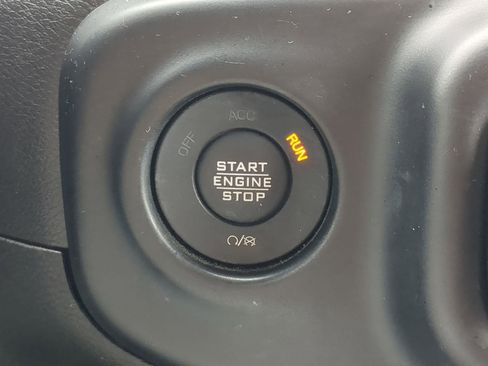 ACC
OFF
RUN
START
ENGINE
STOP